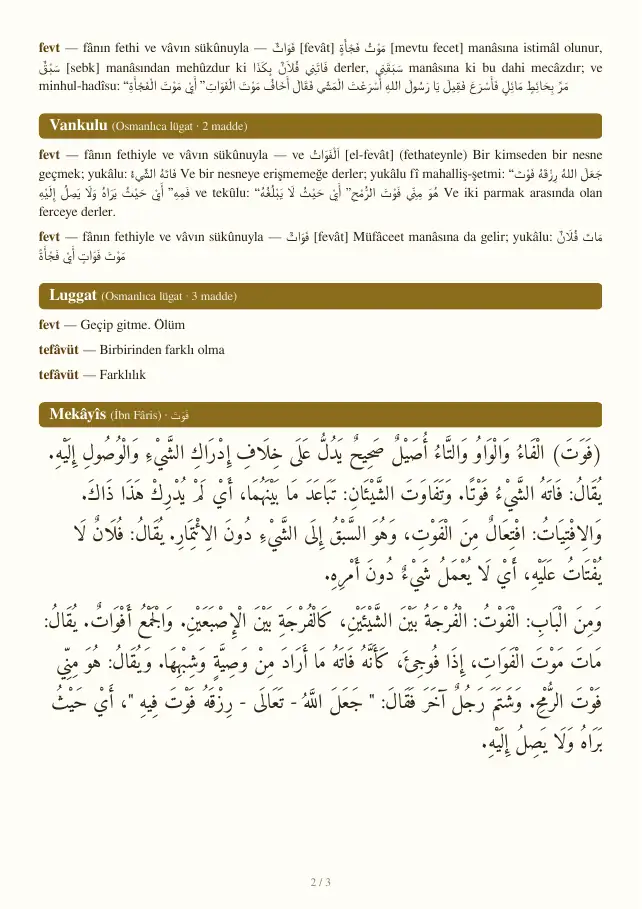 fevt — fânın fethi ve vâvın sükûnuyla — فَوَاتٌ [fevât] مَوْتُ فَجْأَةٍ [mevtu fecet] manâsına istimâl olunur,
سَبْقٌ [sebk] manâsından mehûzdur ki فَاتَنِي فُلَانٌ بِكَذَا derler, سَبَقَنِي manâsına ki bu dahi mecâzdır; ve
minhul-hadîsu: “مَرَّ بِحَائِطٍ مَائِلٍ فَأَسْرَعَ فَقِيلَ يَا رَسُولَ اللهِ أَسْرَعْتَ الْمَشْيَ فَقَالَ أَخَافُ مَوْتَ الْفَوَاتِ” أَيْ مَوْتَ الْفَجْأَةِ
Vankulu (Osmanlıca lügat · 2 madde)
fevt — fânın fethiyle ve vâvın sükûnuyla — ve اَلْفَوَاتُ [el-fevât] (fethateynle) Bir kimseden bir nesne
geçmek; yukâlu: فَاتَهُ الشَّيْءُ Ve bir nesneye erişmemeğe derler; yukâlu fî mahalliş-şetmi: “جَعَلَ اللهُ رِزْقَهُ فَوْتَ
فَمِهِ” أَيْ حَيْثُ يَرَاهُ وَلَا يَصِلُ إِلَيْهِ ve tekûlu: “هُوَ مِنِّي فَوْتَ الرُّمْحِ” أَيْ حَيْثُ لَا يَبْلُغُهُ Ve iki parmak arasında olan
ferceye derler.
fevt — fânın fethiyle ve vâvın sükûnuyla — فَوَاتٌ [fevât] Müfâceet manâsına da gelir; yukâlu: مَاتَ فُلَانٌ
مَوْتَ فَوَاتٍ أَيْ فَجْأَةً
Luggat (Osmanlıca lügat · 3 madde)
fevt — Geçip gitme. Ölüm
tefâvüt — Birbirinden farklı olma
tefâvüt — Farklılık
Mekâyîs (İbn Fâris) · فَوَتَ
(فَوَتَ) الْفَاءُ وَالْوَاوُ وَالتَّاءُ أُصَيْلٌ صَحِيحٌ يَدُلُّ عَلَى خِلَافِ إِدْرَاكِ الشَّيْءِ وَالْوُصُولِ إِلَيْهِ.
يُقَالُ: فَاتَهُ الشَّيْءُ فَوْتًا. وَتَفَاوَتَ الشَّيْئَانِ: تَبَاعَدَ مَا بَيْنَهُمَا، أَيْ لَمْ يُدْرِكْ هَذَا ذَاكَ.
وَالِافْتِيَاتُ: افْتِعَالٌ مِنَ الْفَوْتِ، وَهُوَ السَّبْقُ إِلَى الشَّيْءِ دُونَ الِائْتِمَارِ. يُقَالُ: فُلَانٌ لَا
يُفْتَاتُ عَلَيْهِ، أَيْ لَا يُعْمَلُ شَيْءٌ دُونَ أَمْرِهِ.
وَمِنَ الْبَابِ: الْفَوْتُ: الْفُرْجَةُ بَيْنَ الشَّيْئَيْنِ، كَالْفُرْجَةِ بَيْنَ الْإِصْبَعَيْنِ. وَالْجَمْعُ أَفْوَاتٌ. يُقَالُ:
مَاتَ مَوْتَ الْفَوَاتِ، إِذَا فُوجِئَ، كَأَنَّهُ فَاتَهُ مَا أَرَادَ مِنْ وَصِيَّةٍ وَشِبْهِهَا. وَيُقَالُ: هُوَ مِنِّي
فَوْتَ الرُّمْحِ. وَشَتَمَ رَجُلٌ آخَرَ فَقَالَ: " جَعَلَ اللَّهُ - تَعَالَى - رِزْقَهُ فَوْتَ فِيهِ "، أَيْ حَيْثُ
يَرَاهُ وَلَا يَصِلُ إِلَيْهِ.
2 / 3